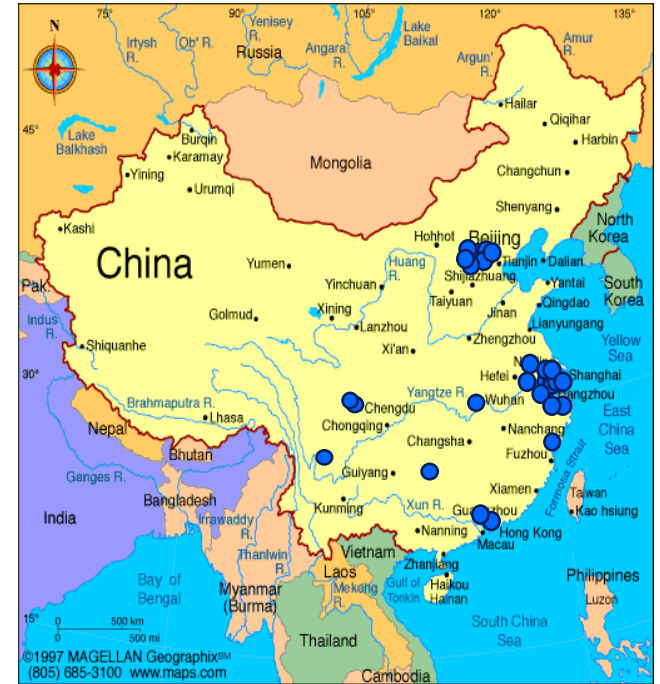 75°
90°
105°
120°
135°
N
Irtysh
R.
Ob' R.
Yenisey
R.
Russia
Angara
R.
Lake
Baikal
Argun'
R.
Amur
R.
45°
Lake
Balkhash
Burqin
Karamay
Yining
Urumqi
Mongolia
Hailar
Qiqihar
Harbin
Changchun
Shenyang
North
Korea
Kashi
China
Yumen
Hohhot
Beijing
Huang
R.
Tianjin
Dalian
Shijiazhuang
South
Korea
Pak.
Yinchuan
Taiyuan
Yantai
Jinan
Qingdao
Golmud
Xining
Lanzhou
Lianyungang
Indus
R.
Zhengzhou
Yellow
Sea
Shiquanhe
Xi'an
30°
Hefei
Shanghai
Yangtze R.
Wuhan
Brahmaputra R.
Lhasa
Chengdu
East
China
Sea
Nepal
Chongqing
Nanchang
Changsha
Bhutan
Fuzhou
Ganges R.
Guiyang
Formosa Strait
Xiamen
Taiwan
Bangladesh
Kunming
Xun R.
Kao hsiung
India
Irrawaddy
R.
Nanning
Hong Kong
Macau
Thanlwin
R.
Vietnam
Zhanjiang
Laos
Gulf of
Tonkin
Haikou
Hainan
Bay of
Bengal
Myanmar
(Burma)
Mekong
R.
Philippines
Luzon
15°
0 500 km
0 500 mi
Thailand
South China
Sea
©1997 MAGELLAN Geographix℠
(805) 685-3100 www.maps.com
Cambodia